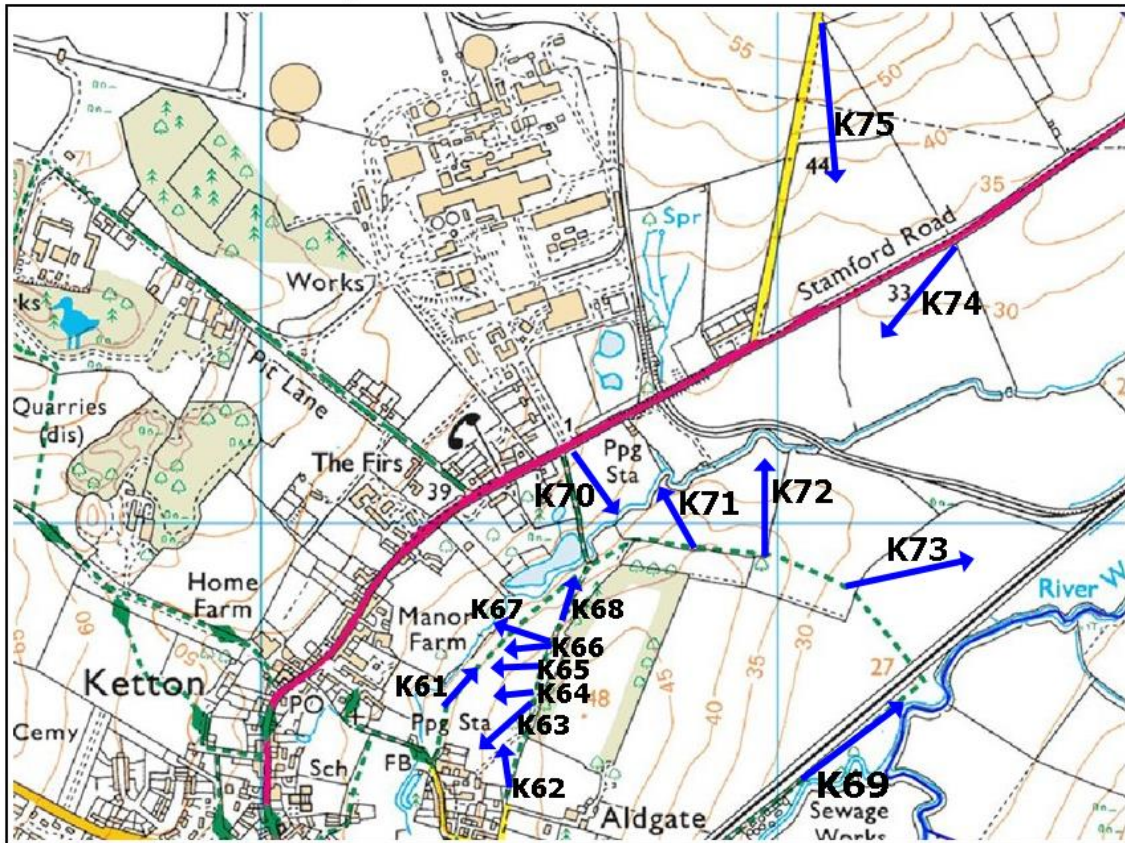 55
50
K75
40
44
71
Spr
35
Stamford Road
Works
33
K74
30
rks
Pit Lane
Quarries
(dis)
1
Ppg
Sta
The Firs
39
K70
K71
K72
K73
Home
Farm
Manor
Farm
K67
K68
River W
60
50
K66
30
K65
35
27
Ketton
K61
K64
48
45
40
PO
Ppg Sta
K63
Cemy
Sch
FB
K62
K69
Aldgate
Sewage
Works